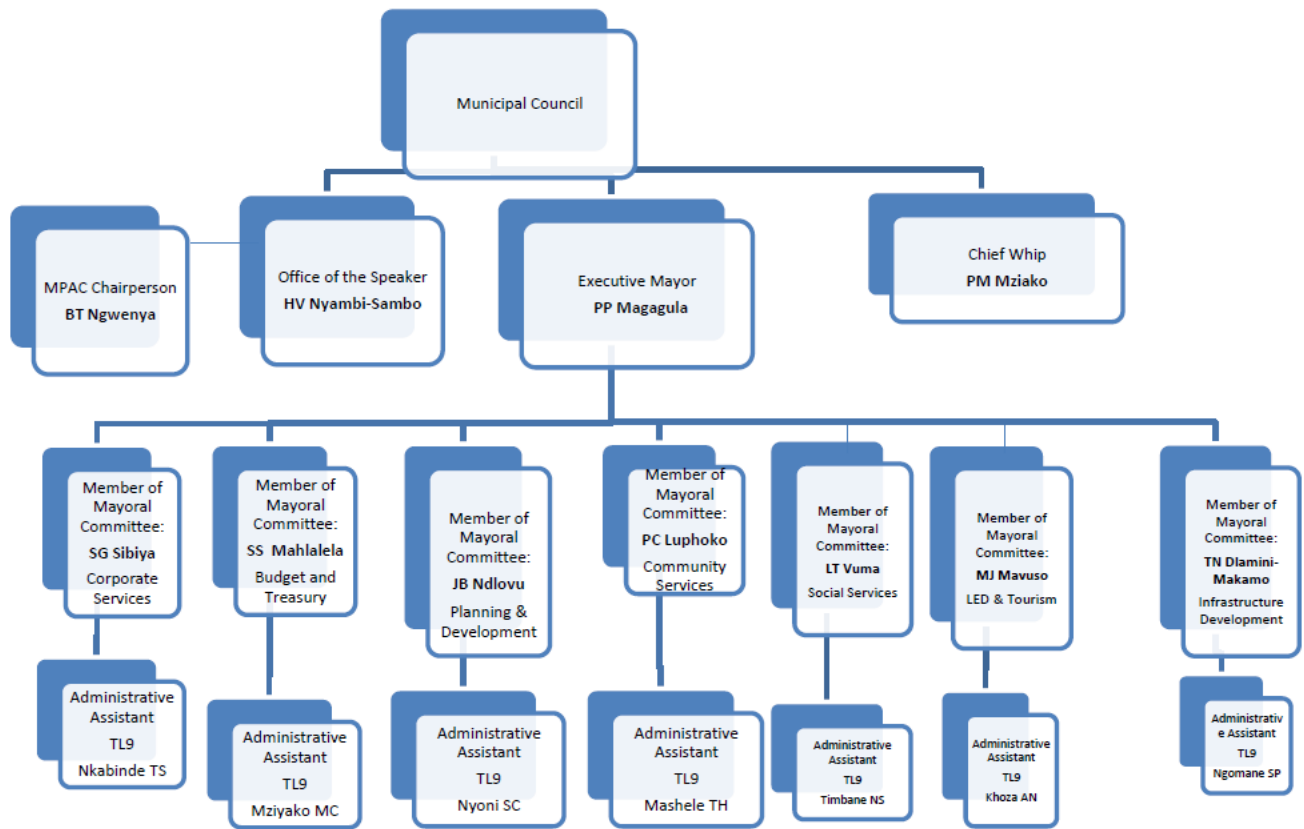 Municipal Council
MPAC Chairperson
BT Ngwenya
Office of the Speaker
HV Nyambi-Sambo
Executive Mayor
PP Magagula
Chief Whip
PM Mziako
Member of
Mayoral
Committee:
SG Sibiya
Corporate
Services
Member of
Mayoral
Committee:
SS Mahlalela
Budget and
Treasury
Member of
Mayoral
Committee:
JB Ndlovu
Planning &
Development
Member of
Mayoral
Committee:
PC Luphoko
Community
Services
Member of
Mayoral
Committee:
LT Vuma
Social Services
Member of
Mayoral
Committee:
MJ Mavuso
LED & Tourism
Member of
Mayoral
Committee:
TN Dlamini-
Makamo
Infrastructure
Development
Administrative
Assistant
TL9
Nkabinde TS
Administrative
Assistant
TL9
Mziyako MC
Administrative
Assistant
TL9
Nyoni SC
Administrative
Assistant
TL9
Mashele TH
Administrative
Assistant
TL9
Timbane NS
Administrative
Assistant
TL9
Khoza AN
Administrativ
e Assistant
TL9
Ngomane SP